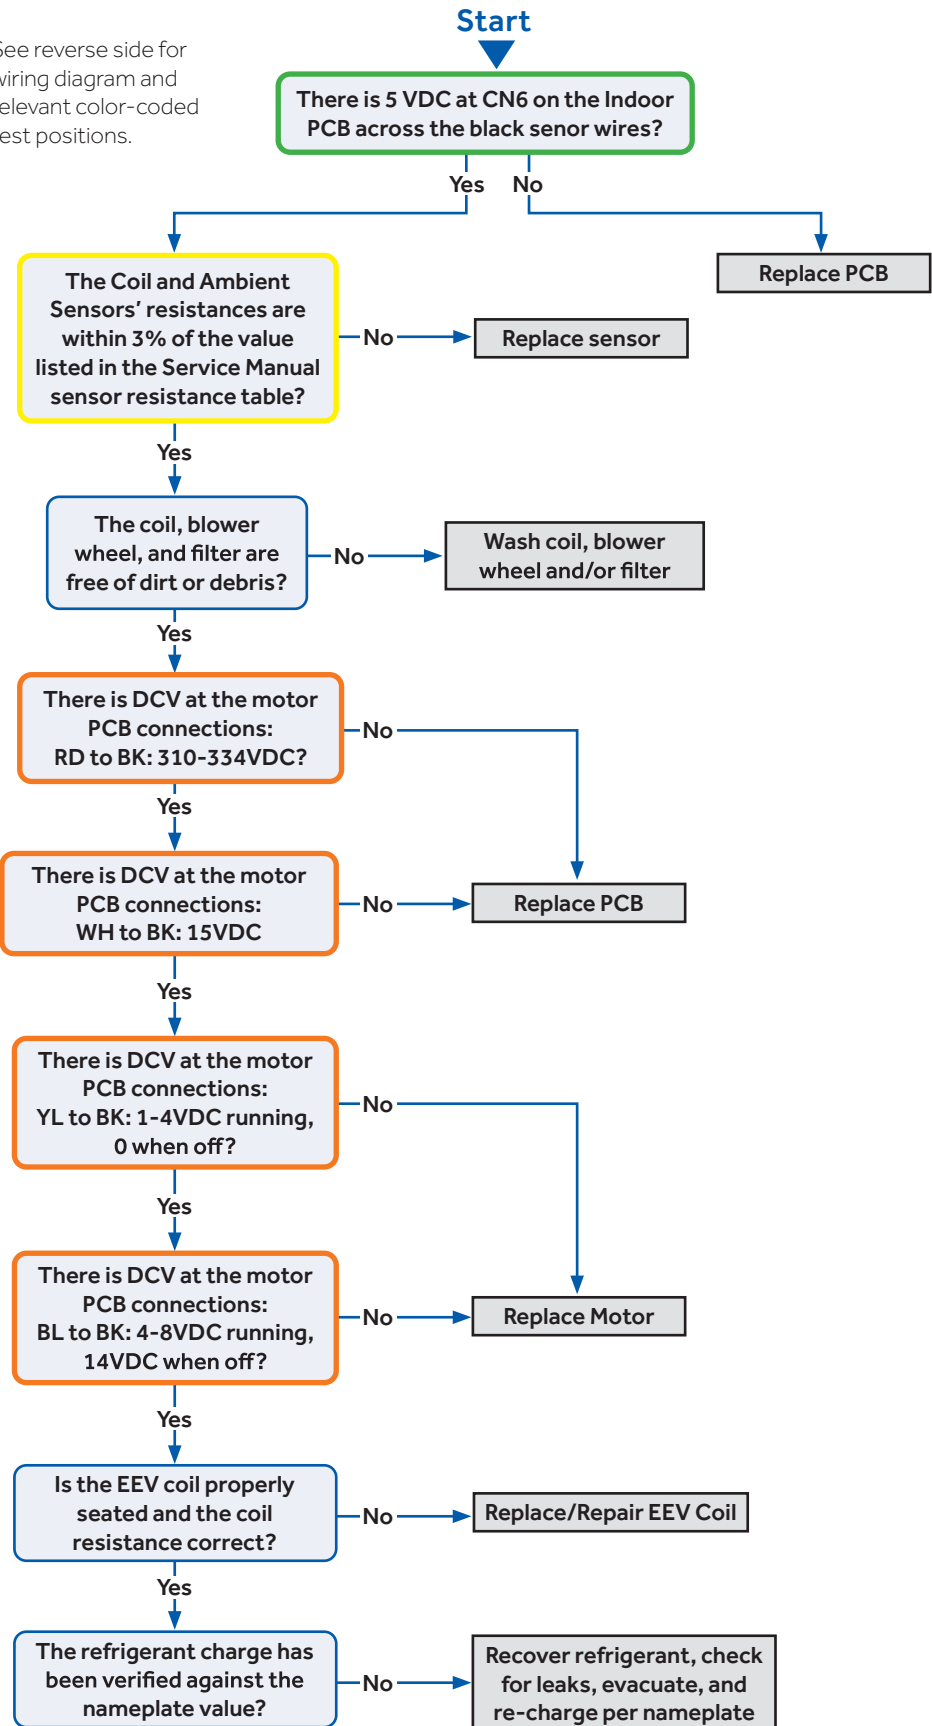 Start
See reverse side for
wiring diagram and
relevant color-coded
test positions.
There is 5 VDC at CN6 on the Indoor
PCB across the black senor wires?
Yes No
Replace PCB
The Coil and Ambient
Sensors' resistances are
within 3% of the value
listed in the Service Manual
sensor resistance table?
No
Replace sensor
Yes
The coil, blower
wheel, and filter are
free of dirt or debris?
No
Wash coil, blower
wheel and/or filter
Yes
There is DCV at the motor
PCB connections:
RD to BK: 310-334VDC?
No
Yes
There is DCV at the motor
PCB connections:
WH to BK: 15VDC
No
Replace PCB
Yes
There is DCV at the motor
PCB connections:
YL to BK: 1-4VDC running,
0 when off?
No
Yes
There is DCV at the motor
PCB connections:
BL to BK: 4-8VDC running,
14VDC when off?
No
Replace Motor
Yes
Is the EEV coil properly
seated and the coil
resistance correct?
No
Replace/Repair EEV Coil
Yes
The refrigerant charge has
been verified against the
nameplate value?
No
Recover refrigerant, check
for leaks, evacuate, and
re-charge per nameplate